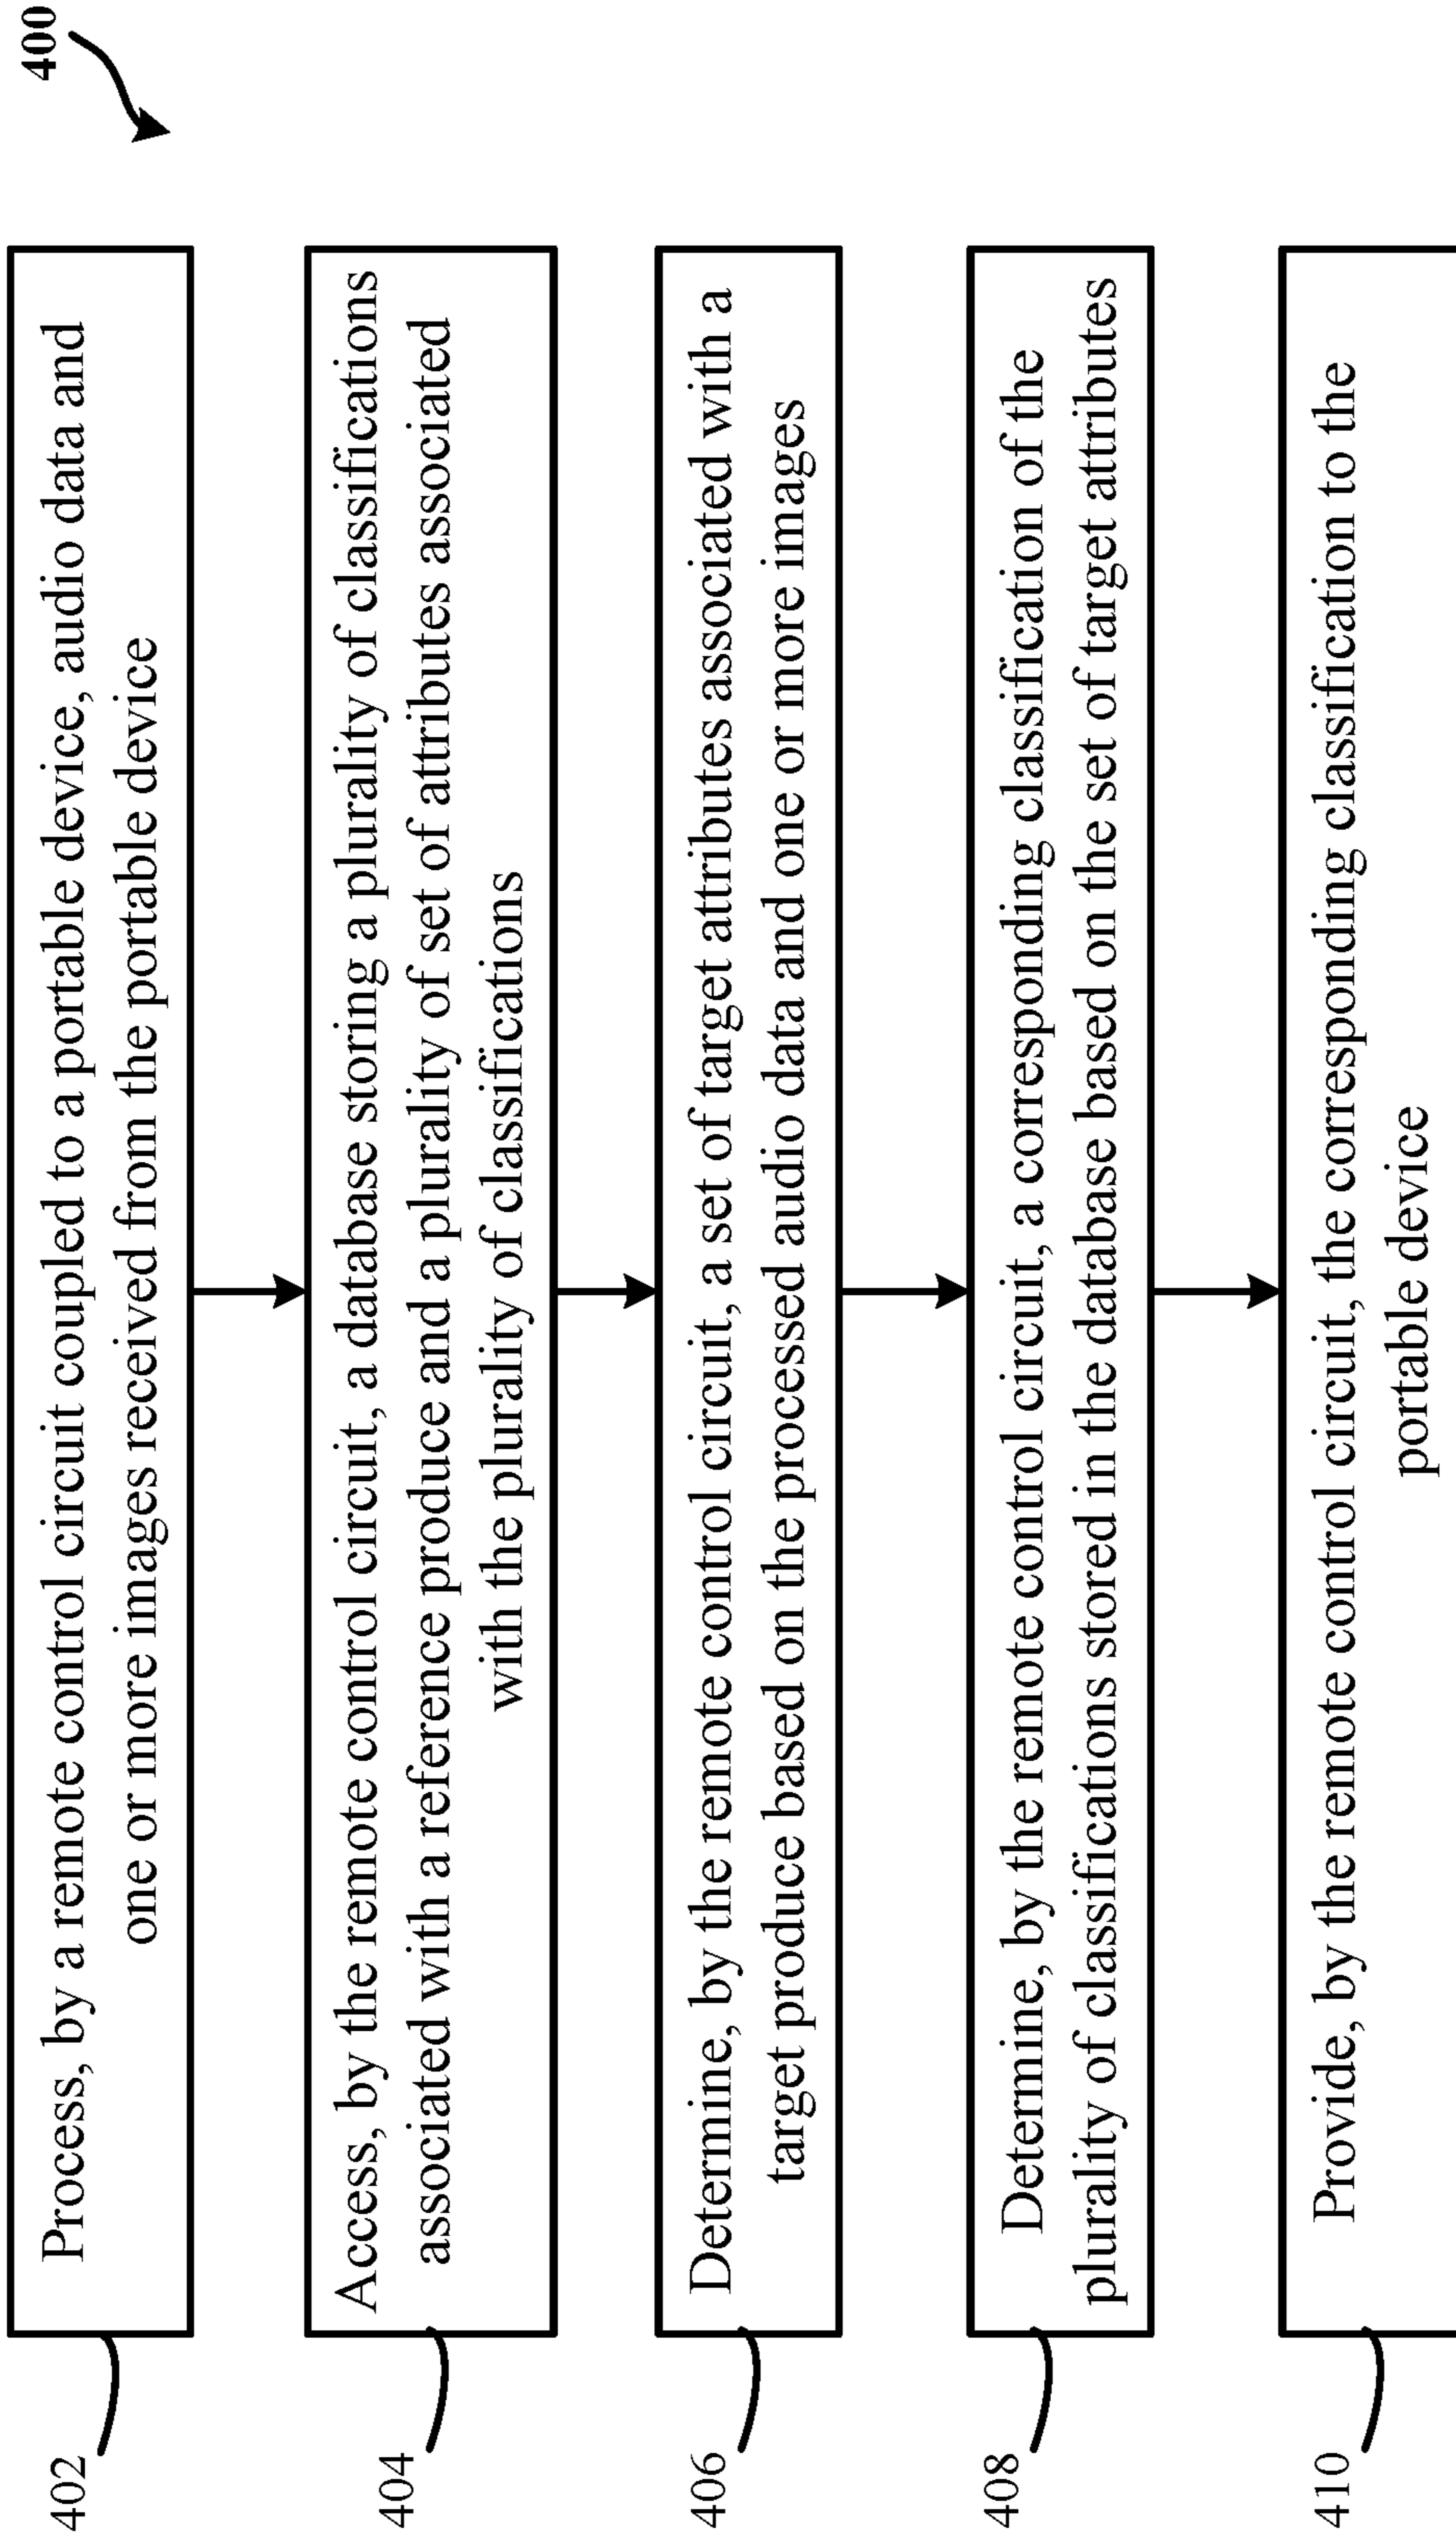 400
402
Process, by a remote control circuit coupled to a portable device, audio data and
one or more images received from the portable device
404
Access, by the remote control circuit, a database storing a plurality of classifications
associated with a reference produce and a plurality of set of attributes associated
with the plurality of classifications
406
Determine, by the remote control circuit, a set of target attributes associated with a
target produce based on the processed audio data and one or more images
408
Determine, by the remote control circuit, a corresponding classification of the
plurality of classifications stored in the database based on the set of target attributes
410
Provide, by the remote control circuit, the corresponding classification to the
portable device